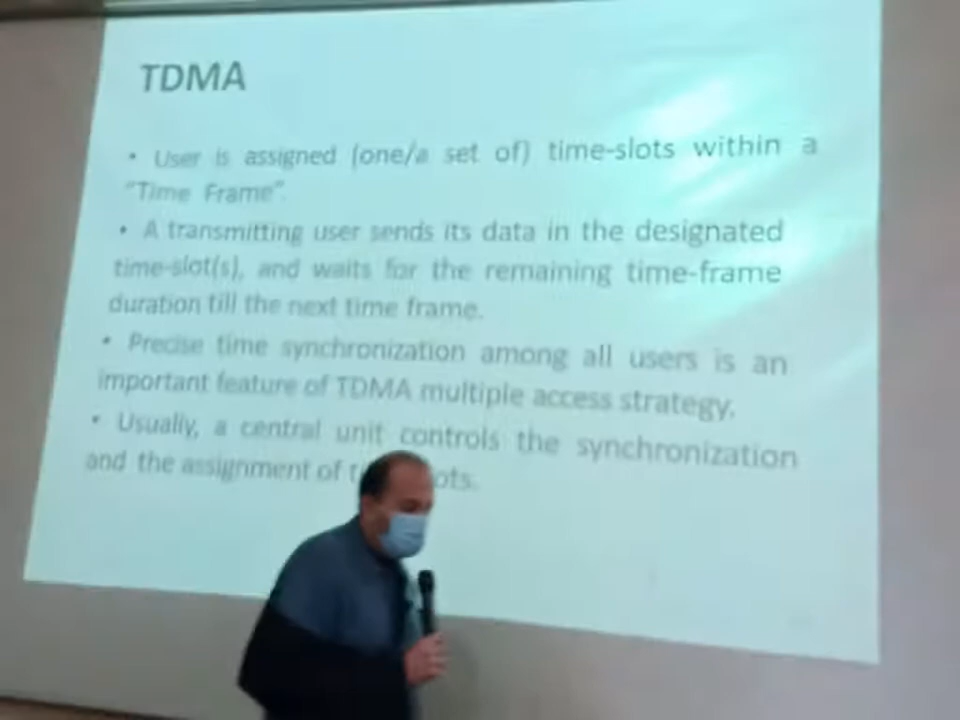 TDMA
• User is assigned (one/a set of) time-slots within a
"Time Frame".
• A transmitting user sends its data in the designated
time-slot(s), and waits for the remaining time-frame
duration till the next time frame.
• Precise time synchronization among all users is an
important feature of TDMA multiple access strategy.
• Usually, a central unit controls the synchronization
and the assignment of